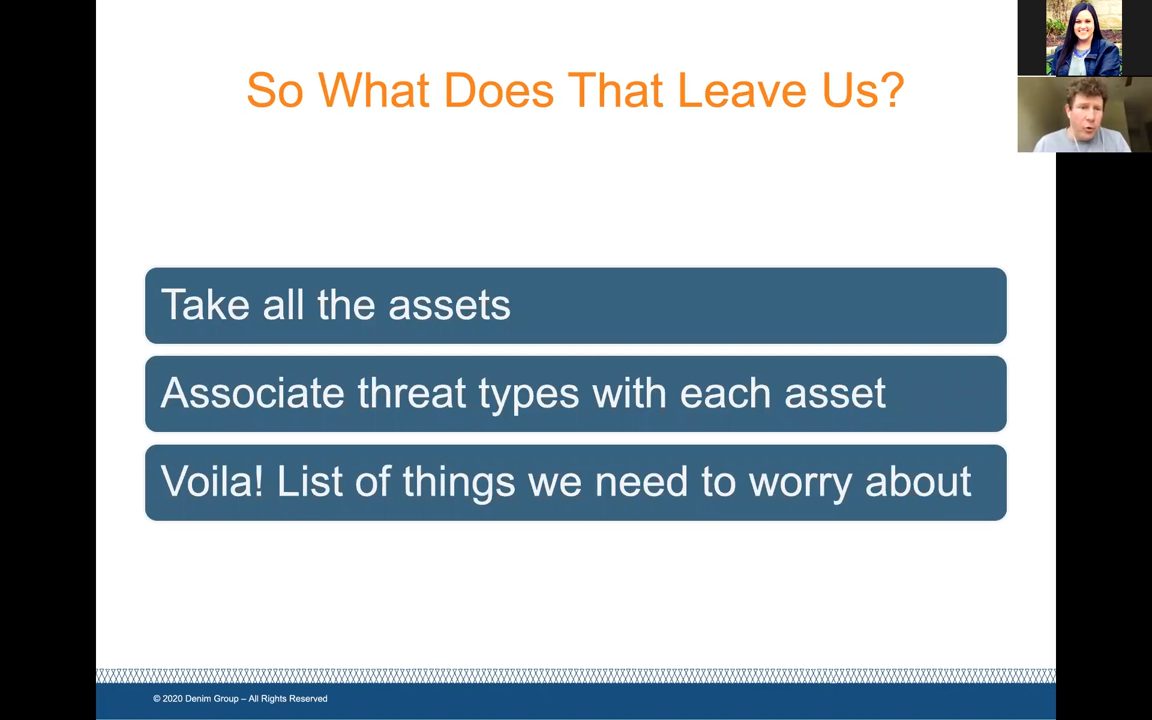 So What Does That Leave Us?
Take all the assets
Associate threat types with each asset
Voila! List of things we need to worry about
© 2020 Denim Group – All Rights Reserved